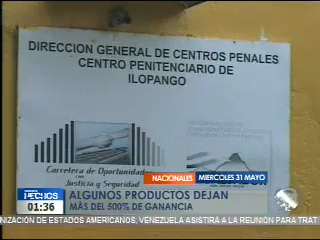 DIRECCION GENERAL DE CENTROS PENALES
CENTRO PENITENCIARIO DE
ILOPANGO
Carretera de Oportunidades
con
Justicia y Seguridad
NACIONALES
MIERCOLES 31 MAYO
HECHOS
01:36
ALGUNOS PRODUCTOS DEJAN
MÁS DEL 500% DE GANANCIA
NIZACIÓN DE ESTADOS AMERICANOS, VENEZUELA ASISTIRÁ A LA REUNIÓN PARA TRAT